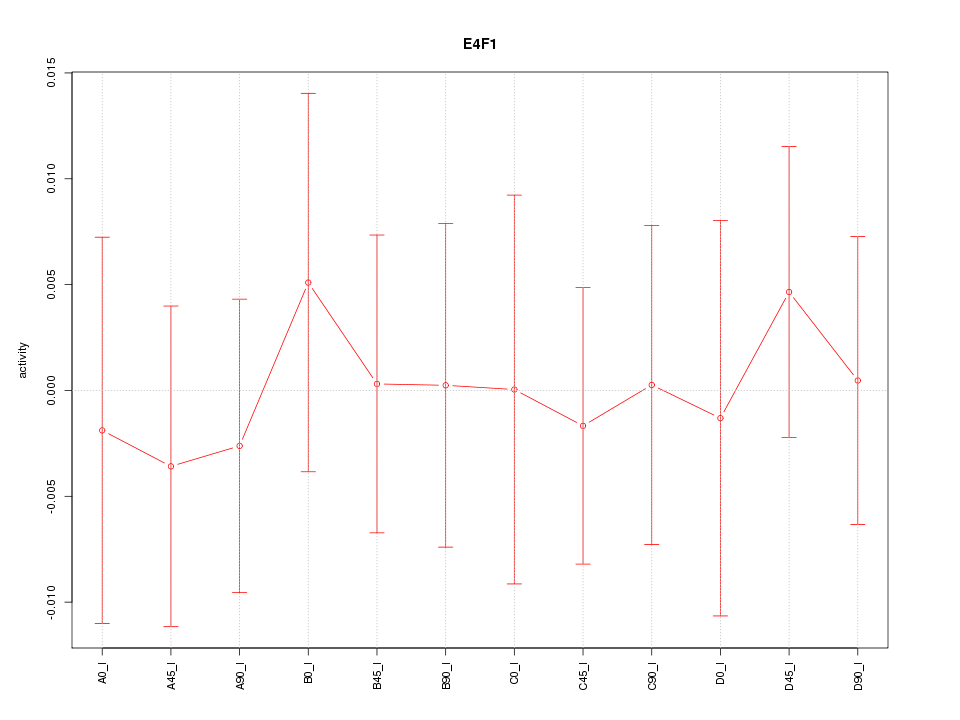 E4F1
activity
0.015
0.010
0.005
0.000
-0.005
-0.010
A0_I
A45_I
A90_I
B0_I
B45_I
B90_I
C0_I
C45_I
C90_I
D0_I
D45_I
D90_I